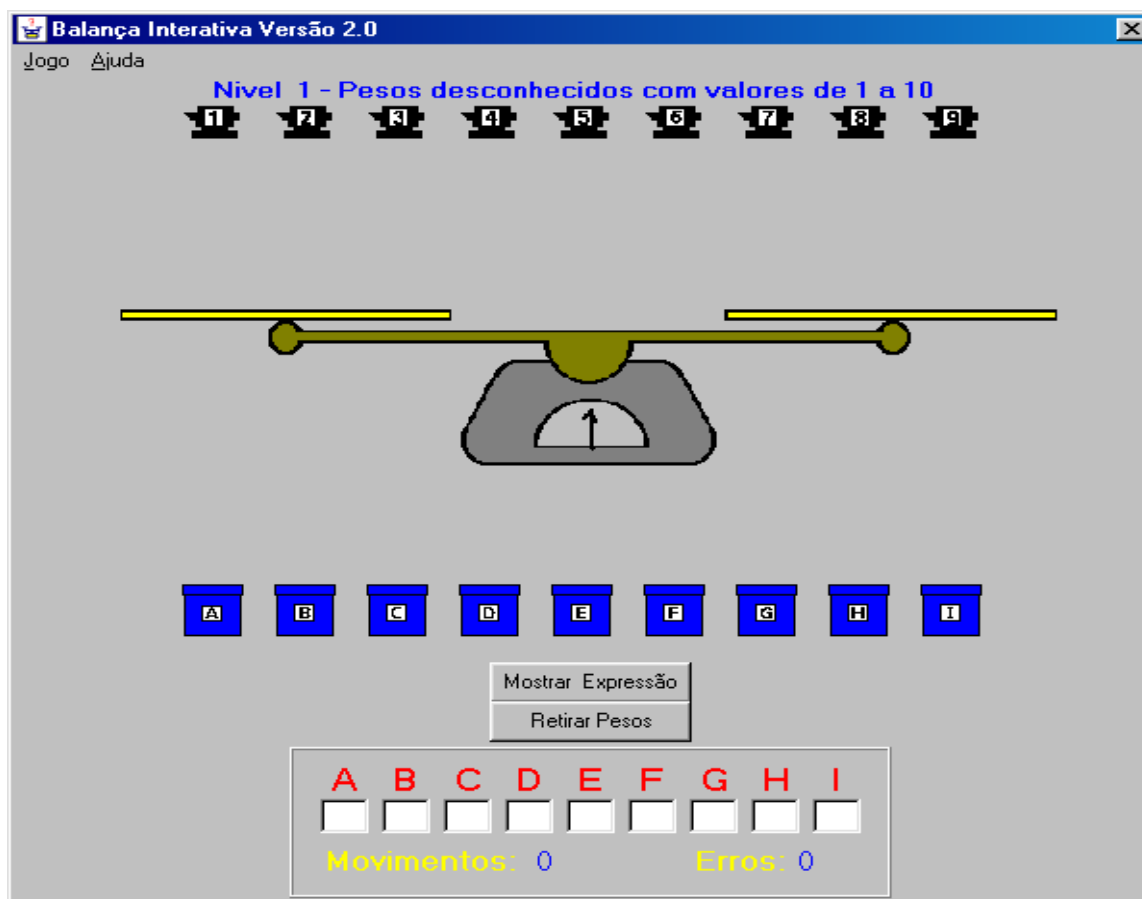 Balança Interativa Versão 2.0
Jogo Ajuda
Nivel 1 - Pesos desconhecidos com valores de 1 a 10
1 2 3 4 5 6 7 8 9
A B C D E F G H I
Mostrar Expressão
Retirar Pesos
A B C D E F G H I
Movimentos: 0 Erros: 0